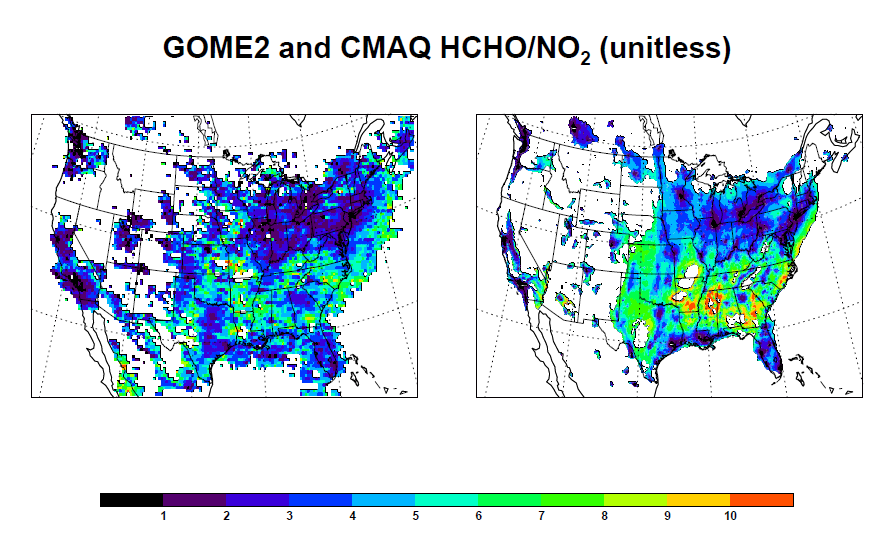 GOME2 and CMAQ HCHO/NO₂ (unitless)
1 2 3 4 5 6 7 8 9 10